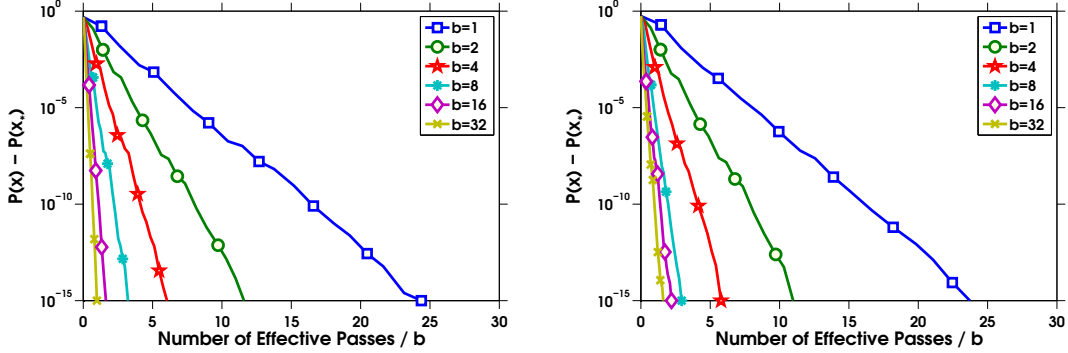 10^0
10^-5
10^-10
10^-15
P(x) − P(x_*)
0 5 10 15 20 25 30
Number of Effective Passes / b
b=1
b=2
b=4
b=8
b=16
b=32
10^0
10^-5
10^-10
10^-15
P(x) − P(x_*)
0 5 10 15 20 25 30
Number of Effective Passes / b
b=1
b=2
b=4
b=8
b=16
b=32